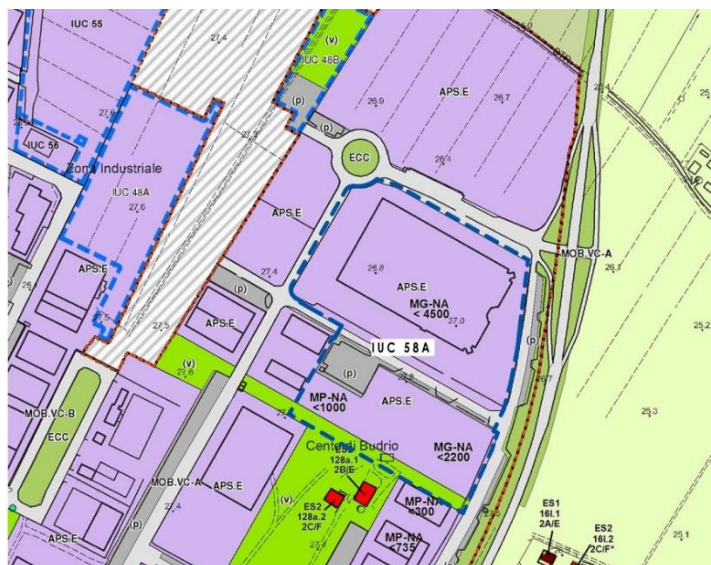 IUC 55
27.4
(v)
IUC 48B
(p)
APS.E
26.7
26.9
IUC 56
Zona Industriale
IUC 48A
27.6
(p)
ECC
26.4
APS.E
MOB.VC-A
26.1
APS.E
27.4
26.8
APS.E
MG-NA
< 4500
27.0
(p)
APS.E
27.5
APS.E
25.2
IUC 58A
(v)
27.6
(p)
27.8
APS.E
MP-NA
<1000
25.3
MOB.VC-B
ECC
Cento di Budrio
MG-NA
<2200
128a.1
2B/E
MOB.VC-A
APS.E
(v)
ES2
128a.2
2C/F
MP-NA
<300
27.4
(p)
MP-NA
<735
ES1
16I.1
2A/E
ES2
16I.2
2C/F*
25.1